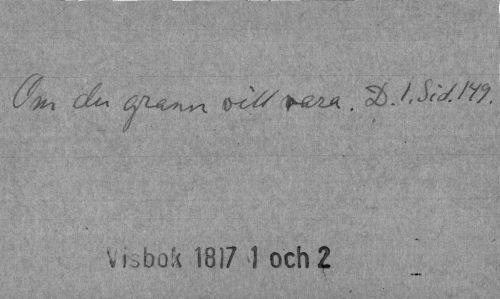 Om du grann vill vara. D. 1. Sid. 149.
Visbok 1817 1 och 2